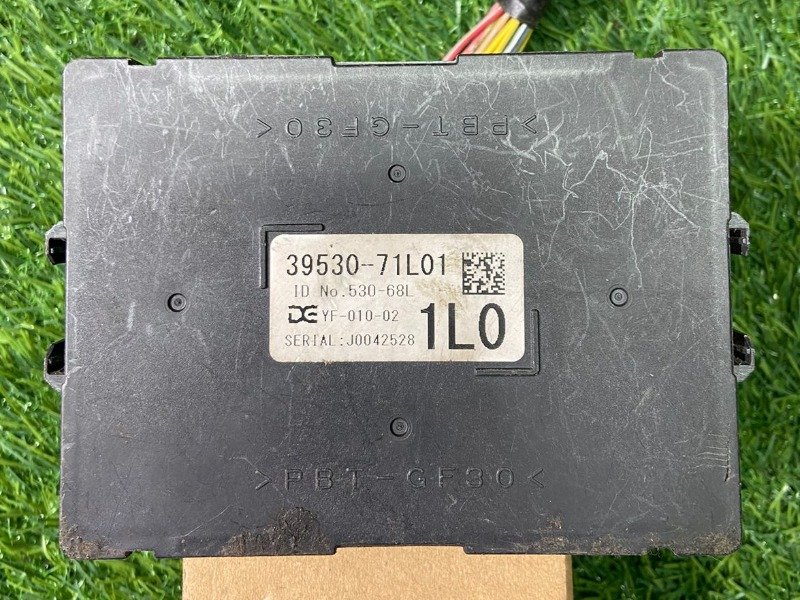 >PBT-GF30<
39530-71L01
ID No.530-68L
YF-010-02
1L0
SERIAL:J0042528
>PBT-GF30<